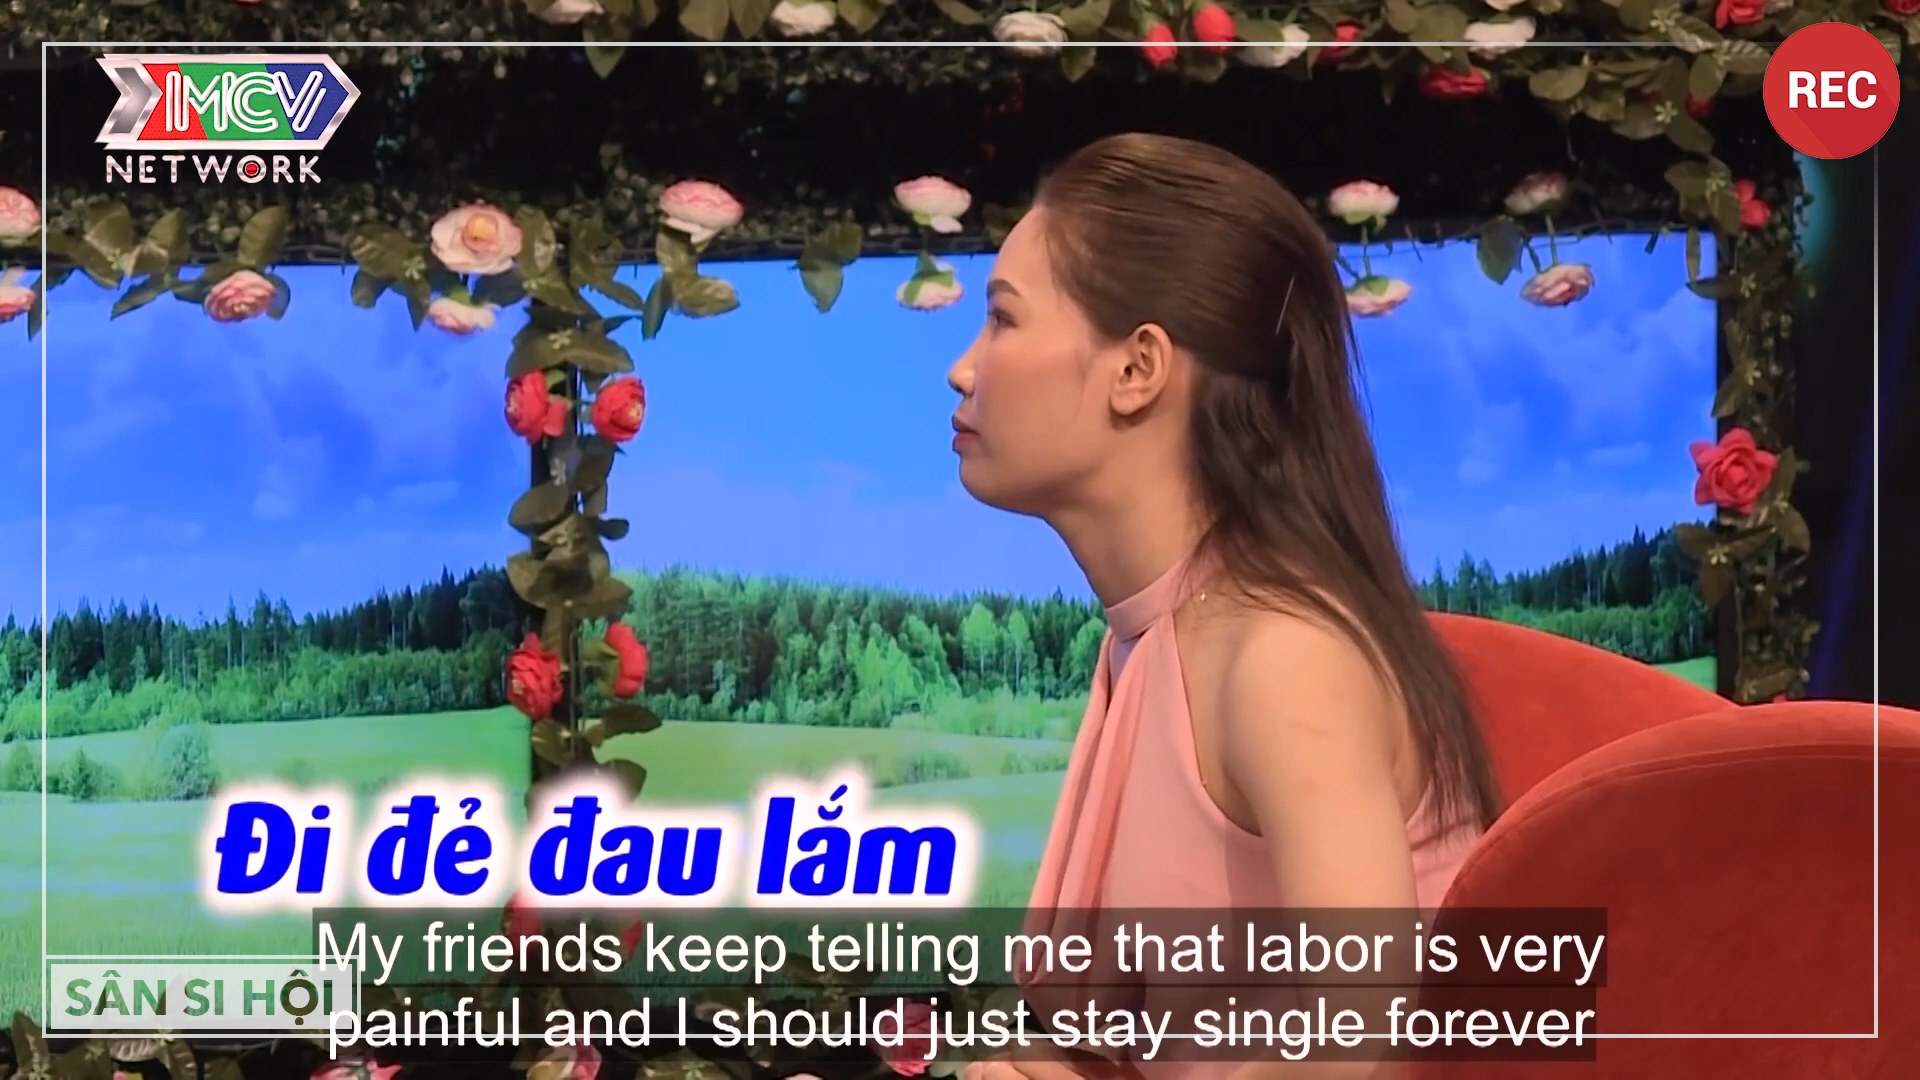 MCV
NETWORK
REC
Đi đẻ đau lắm
My friends keep telling me that labor is very
painful and I should just stay single forever
SÂN SI HỘI